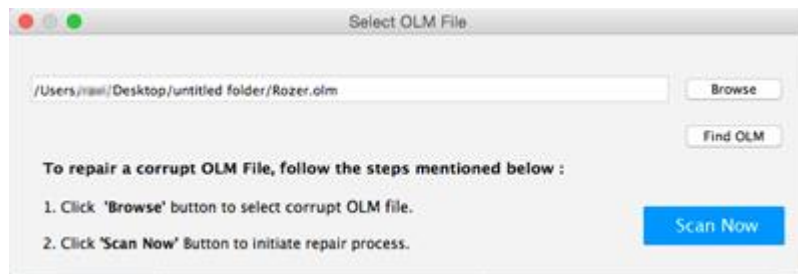 Select OLM File
/Users/ /Desktop/untitled folder/Rozer.olm
Browse
Find OLM
To repair a corrupt OLM File, follow the steps mentioned below :
1. Click 'Browse' button to select corrupt OLM file.
Scan Now
2. Click 'Scan Now' Button to initiate repair process.